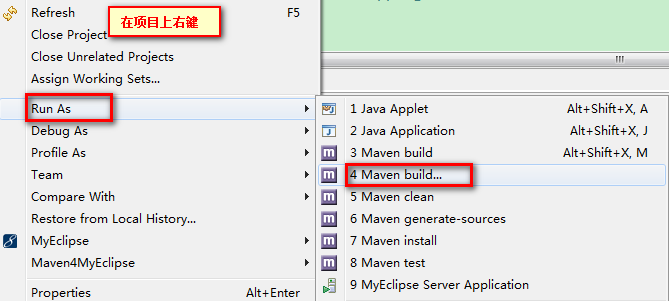 Refresh F5
在项目上右键
Close Project
Close Unrelated Projects
Assign Working Sets...
Run As
Debug As
Profile As
Team
Compare With
Restore from Local History...
MyEclipse
Maven4MyEclipse
Properties Alt+Enter
1 Java Applet Alt+Shift+X, A
2 Java Application Alt+Shift+X, J
3 Maven build Alt+Shift+X, M
4 Maven build...
5 Maven clean
6 Maven generate-sources
7 Maven install
8 Maven test
9 MyEclipse Server Application